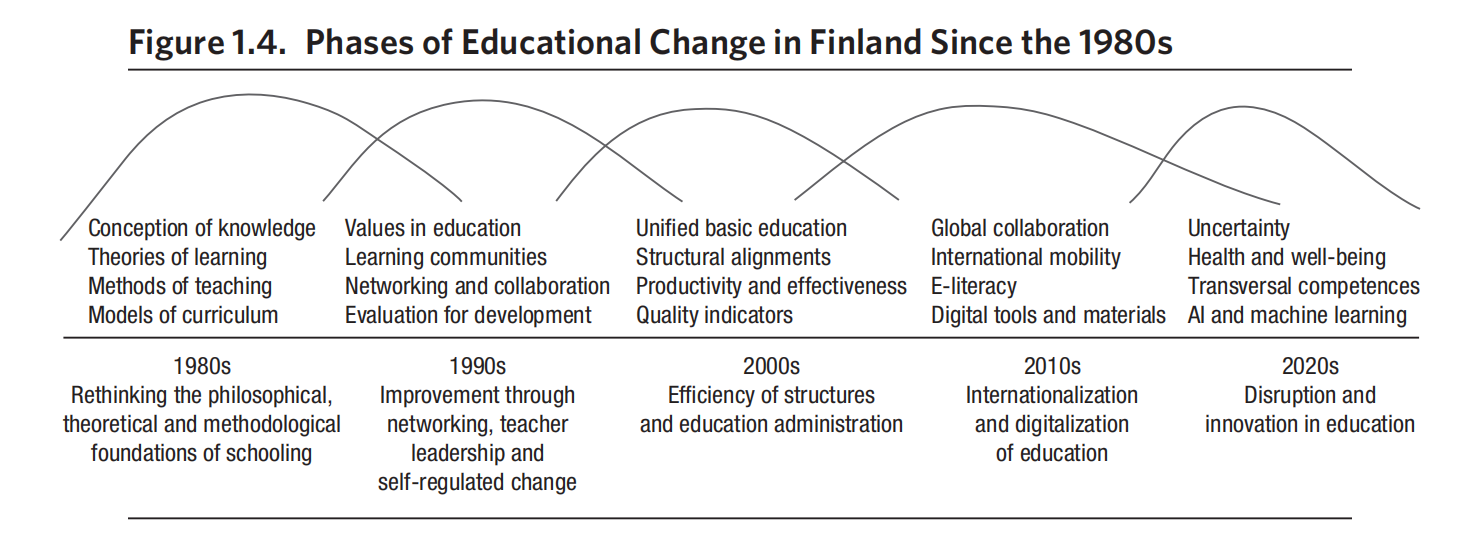 Figure 1.4. Phases of Educational Change in Finland Since the 1980s
Conception of knowledge
Theories of learning
Methods of teaching
Models of curriculum
Values in education
Learning communities
Networking and collaboration
Evaluation for development
Unified basic education
Structural alignments
Productivity and effectiveness
Quality indicators
Global collaboration
International mobility
E-literacy
Digital tools and materials
Uncertainty
Health and well-being
Transversal competences
AI and machine learning
1980s
Rethinking the philosophical,
theoretical and methodological
foundations of schooling
1990s
Improvement through
networking, teacher
leadership and
self-regulated change
2000s
Efficiency of structures
and education administration
2010s
Internationalization
and digitalization
of education
2020s
Disruption and
innovation in education